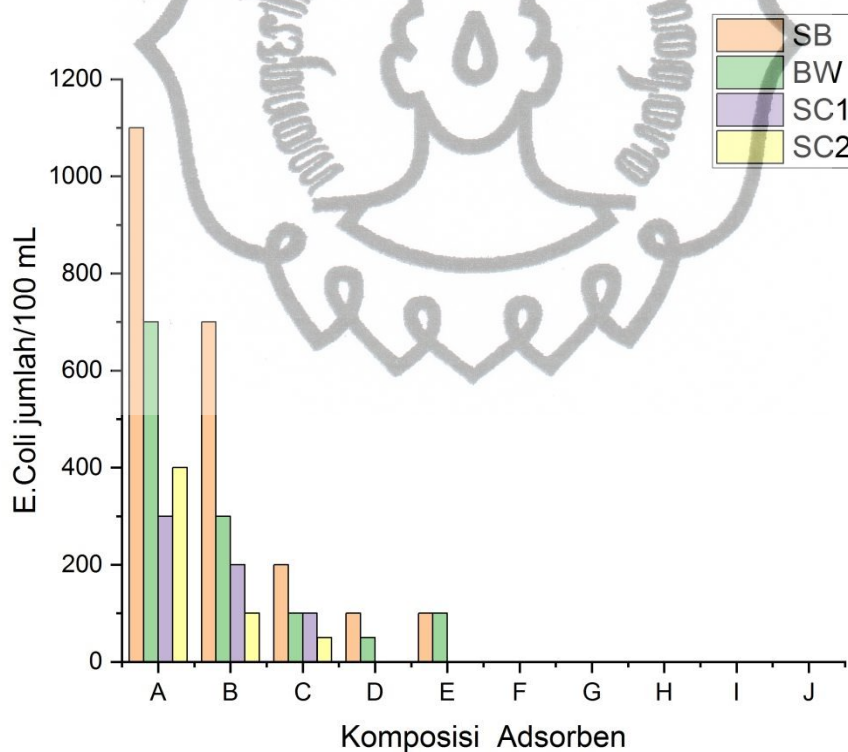 SB
BW
SC1
SC2
1200
1000
800
600
400
200
0
E.Coli jumlah/100 mL
A B C D E F G H I J
Komposisi Adsorben